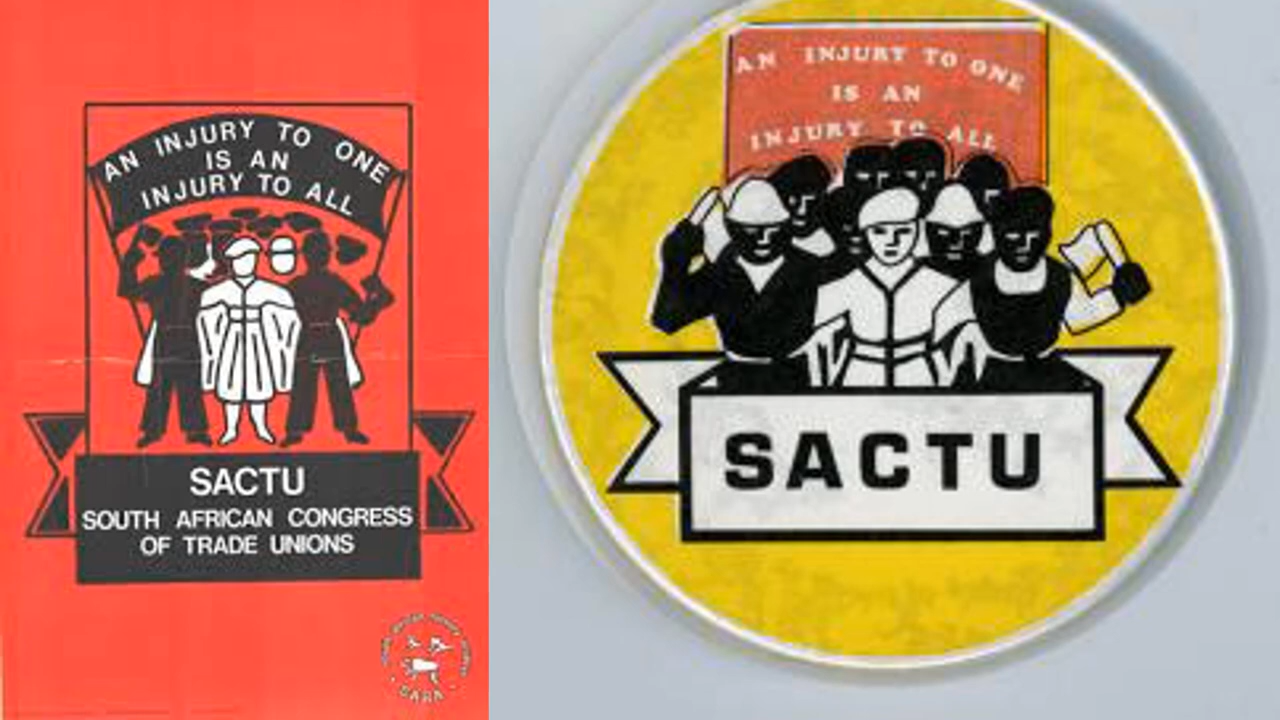 AN INJURY TO ONE
IS AN
INJURY TO ALL
SACTU
SOUTH AFRICAN CONGRESS
OF TRADE UNIONS
SARA
AN INJURY TO ONE
IS AN
INJURY TO ALL
SACTU